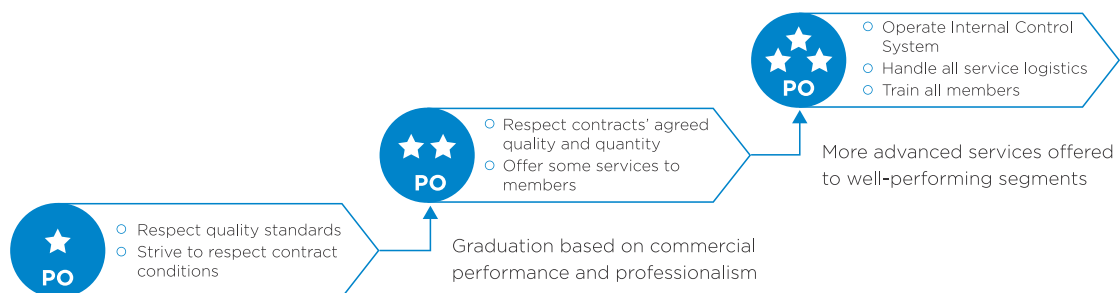 PO
Operate Internal Control
System
Handle all service logistics
Train all members
PO
Respect contracts' agreed
quality and quantity
Offer some services to
members
More advanced services offered
to well-performing segments
PO
Respect quality standards
Strive to respect contract
conditions
Graduation based on commercial
performance and professionalism